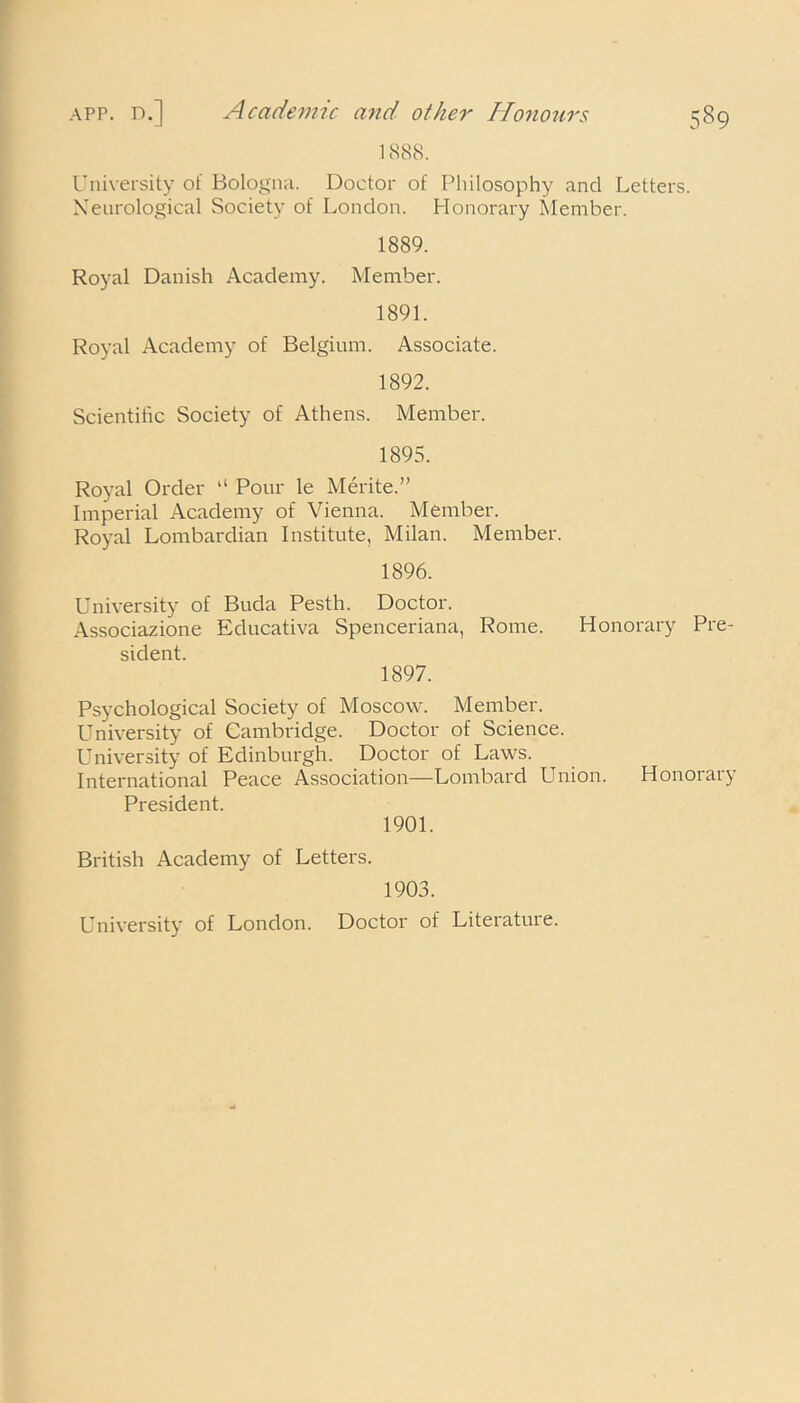 APP. D.] Academic and other Honours 589
1888.
University of Bologna. Doctor of Philosophy and Letters.
Neurological Society of London. Honorary Member.
1889.
Royal Danish Academy. Member.
1891.
Royal Academy of Belgium. Associate.
1892.
Scientific Society of Athens. Member.
1895.
Royal Order “ Pour le Mérite.”
Imperial Academy of Vienna. Member.
Royal Lombardian Institute, Milan. Member.
1896.
University of Buda Pesth. Doctor.
Associazione Educativa Spenceriana, Rome. Honorary Pre-
sident.
1897.
Psychological Society of Moscow. Member.
University of Cambridge. Doctor of Science.
University of Edinburgh. Doctor of Laws.
International Peace Association—Lombard Union. Honorary
President.
1901.
British Academy of Letters.
1903.
University of London. Doctor of Literature.